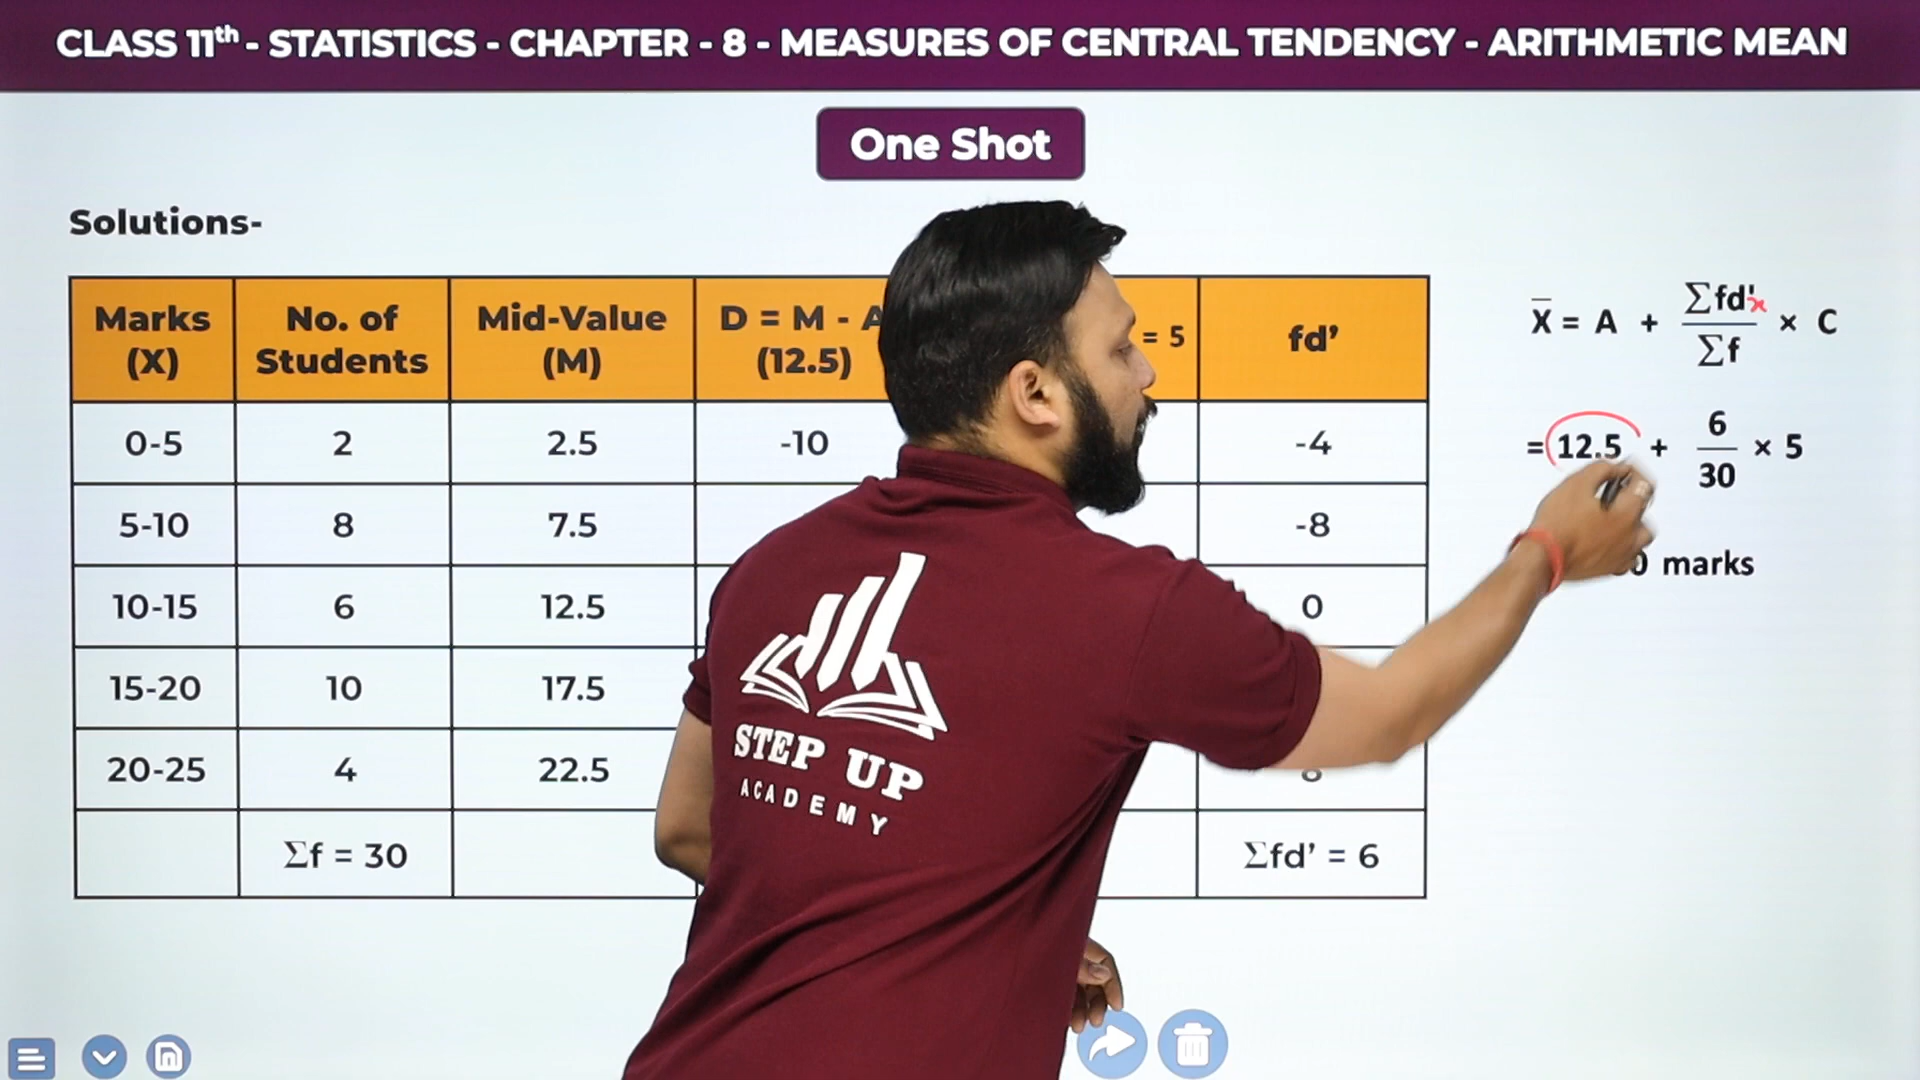 CLASS 11th - STATISTICS - CHAPTER - 8 - MEASURES OF CENTRAL TENDENCY - ARITHMETIC MEAN
One Shot
Solutions-
Marks (X) No. of Students Mid-Value (M) D = M - A (12.5) = 5 fd’
0-5 2 2.5 -10 -4
5-10 8 7.5 -8
10-15 6 12.5 0
15-20 10 17.5
20-25 4 22.5
Σf = 30 Σfd’ = 6
X̅ = A + Σfd' / Σf × C
= 12.5 + 6 / 30 × 5
marks
STEP UP
ACADEMY